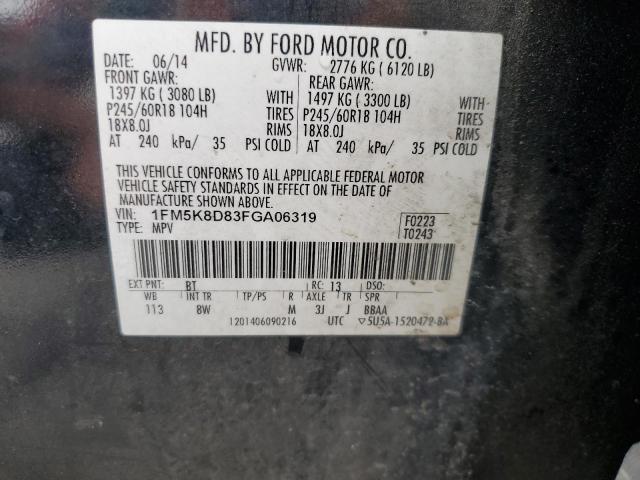 MFD. BY FORD MOTOR CO.
DATE: 06/14 GVWR: 2776 KG ( 6120 LB)
FRONT GAWR: REAR GAWR:
1397 KG ( 3080 LB) WITH 1497 KG ( 3300 LB) WITH
P245/60R18 104H TIRES P245/60R18 104H TIRES
18X8.0J RIMS 18X8.0J RIMS
AT 240 kPa/ 35 PSI COLD AT 240 kPa/ 35 PSI COLD
THIS VEHICLE CONFORMS TO ALL APPLICABLE FEDERAL MOTOR
VEHICLE SAFETY STANDARDS IN EFFECT ON THE DATE OF
MANUFACTURE SHOWN ABOVE.
VIN: 1FM5K8D83FGA06319 F0223
TYPE: MPV T0243
EXT PNT: BT RC: 13 DSO:
WB INT TR TP/PS R AXLE TR SPR
113 8W M 3J J BBAA
1201406090216 UTC ▽5U5A-1520472-BA